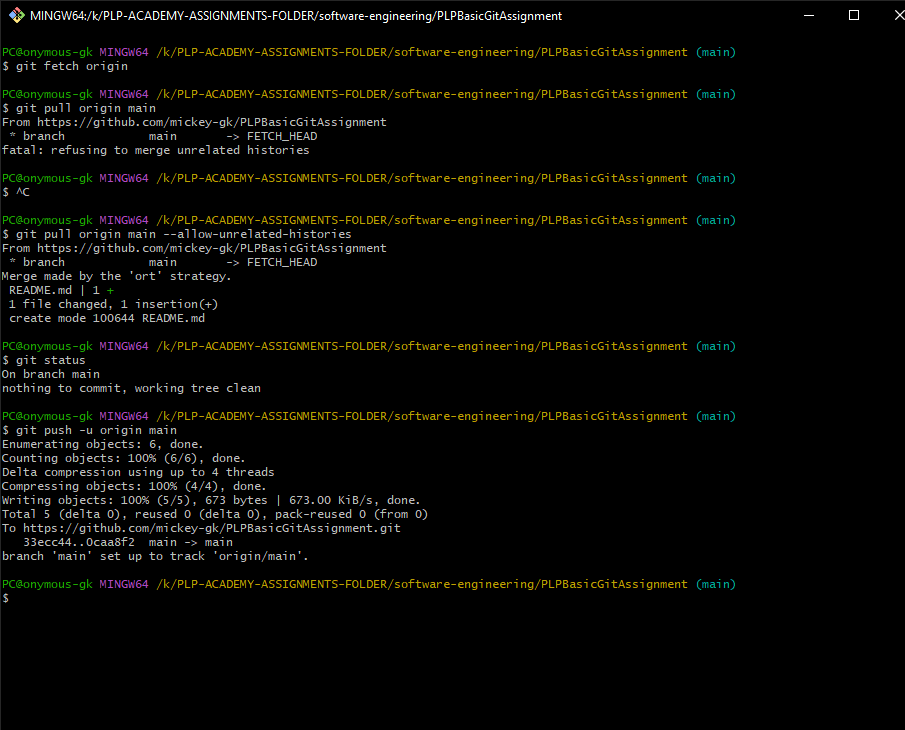 MINGW64:/k/PLP-ACADEMY-ASSIGNMENTS-FOLDER/software-engineering/PLPBasicGitAssignment
PC@onymous-gk MINGW64 /k/PLP-ACADEMY-ASSIGNMENTS-FOLDER/software-engineering/PLPBasicGitAssignment (main)
$ git fetch origin
PC@onymous-gk MINGW64 /k/PLP-ACADEMY-ASSIGNMENTS-FOLDER/software-engineering/PLPBasicGitAssignment (main)
$ git pull origin main
From https://github.com/mickey-gk/PLPBasicGitAssignment
 * branch            main       -> FETCH_HEAD
fatal: refusing to merge unrelated histories
PC@onymous-gk MINGW64 /k/PLP-ACADEMY-ASSIGNMENTS-FOLDER/software-engineering/PLPBasicGitAssignment (main)
$ ^C
PC@onymous-gk MINGW64 /k/PLP-ACADEMY-ASSIGNMENTS-FOLDER/software-engineering/PLPBasicGitAssignment (main)
$ git pull origin main --allow-unrelated-histories
From https://github.com/mickey-gk/PLPBasicGitAssignment
 * branch            main       -> FETCH_HEAD
Merge made by the 'ort' strategy.
 README.md | 1 +
 1 file changed, 1 insertion(+)
 create mode 100644 README.md
PC@onymous-gk MINGW64 /k/PLP-ACADEMY-ASSIGNMENTS-FOLDER/software-engineering/PLPBasicGitAssignment (main)
$ git status
On branch main
nothing to commit, working tree clean
PC@onymous-gk MINGW64 /k/PLP-ACADEMY-ASSIGNMENTS-FOLDER/software-engineering/PLPBasicGitAssignment (main)
$ git push -u origin main
Enumerating objects: 6, done.
Counting objects: 100% (6/6), done.
Delta compression using up to 4 threads
Compressing objects: 100% (4/4), done.
Writing objects: 100% (5/5), 673 bytes | 673.00 KiB/s, done.
Total 5 (delta 0), reused 0 (delta 0), pack-reused 0 (from 0)
To https://github.com/mickey-gk/PLPBasicGitAssignment.git
   33ecc44..0caa8f2  main -> main
branch 'main' set up to track 'origin/main'.
PC@onymous-gk MINGW64 /k/PLP-ACADEMY-ASSIGNMENTS-FOLDER/software-engineering/PLPBasicGitAssignment (main)
$